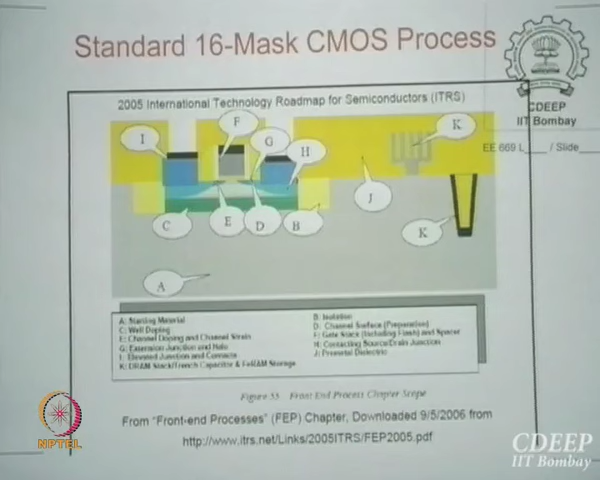 Standard 16-Mask CMOS Process
CDEEP
IIT Bombay
EE 669 L___ / Slide___
2005 International Technology Roadmap for Semiconductors (ITRS)
F
I
G
H
K
J
K
C
E
D
B
A
A: Starting Material
B: Isolation
C: Well Doping
D: Channel Surface (Preparation)
E: Channel Doping and Channel Strain
F: Gate Stack (Including Flash) and Spacer
G: Extension Junction and Halo
H: Contacting Source/Drain Junction
I: Elevated Junction and Contacts
J: Premetal Dielectric
K: DRAM Stack/Trench Capacitor & FeRAM Storage
Figure 55 Front End Process Chapter Scope
From "Front-end Processes" (FEP) Chapter, Downloaded 9/5/2006 from
http://www.itrs.net/Links/2005ITRS/FEP2005.pdf
NPTEL
CDEEP
IIT Bombay